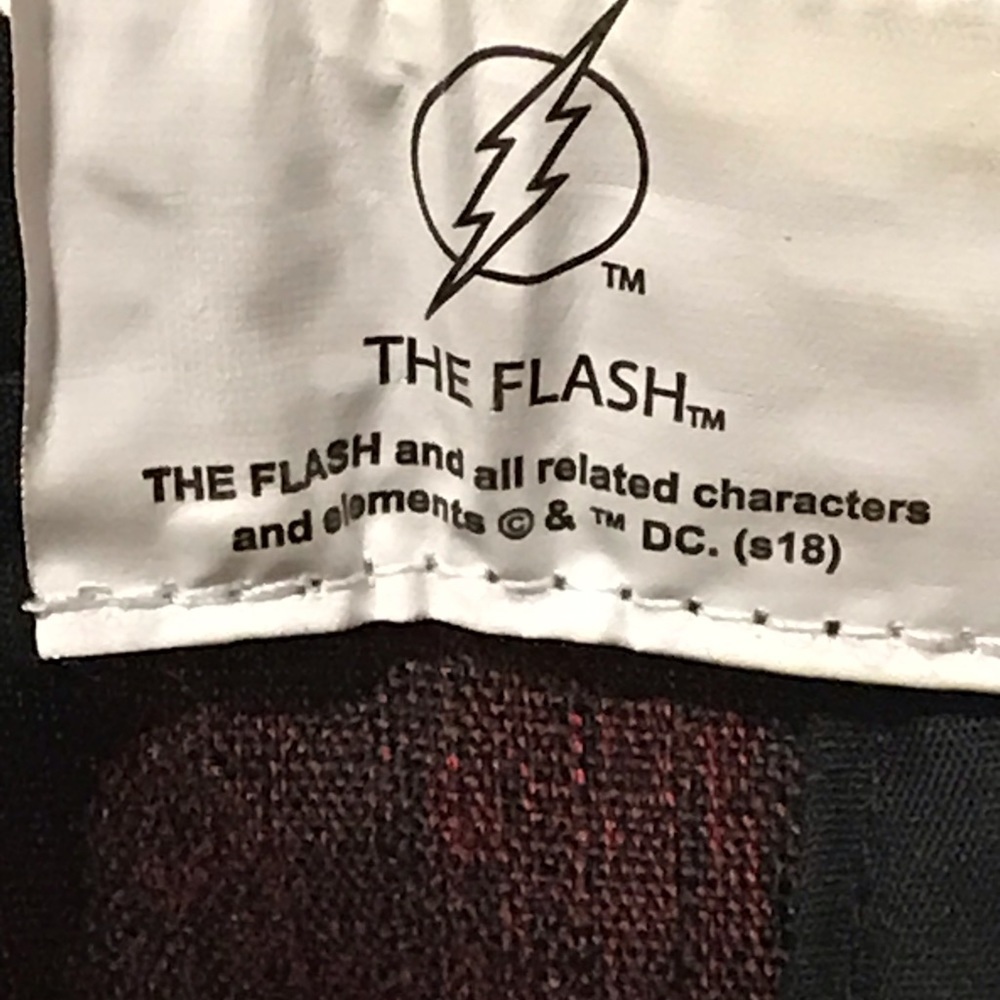 TM
THE FLASH™
THE FLASH and all related characters
and elements © & ™ DC. (s18)